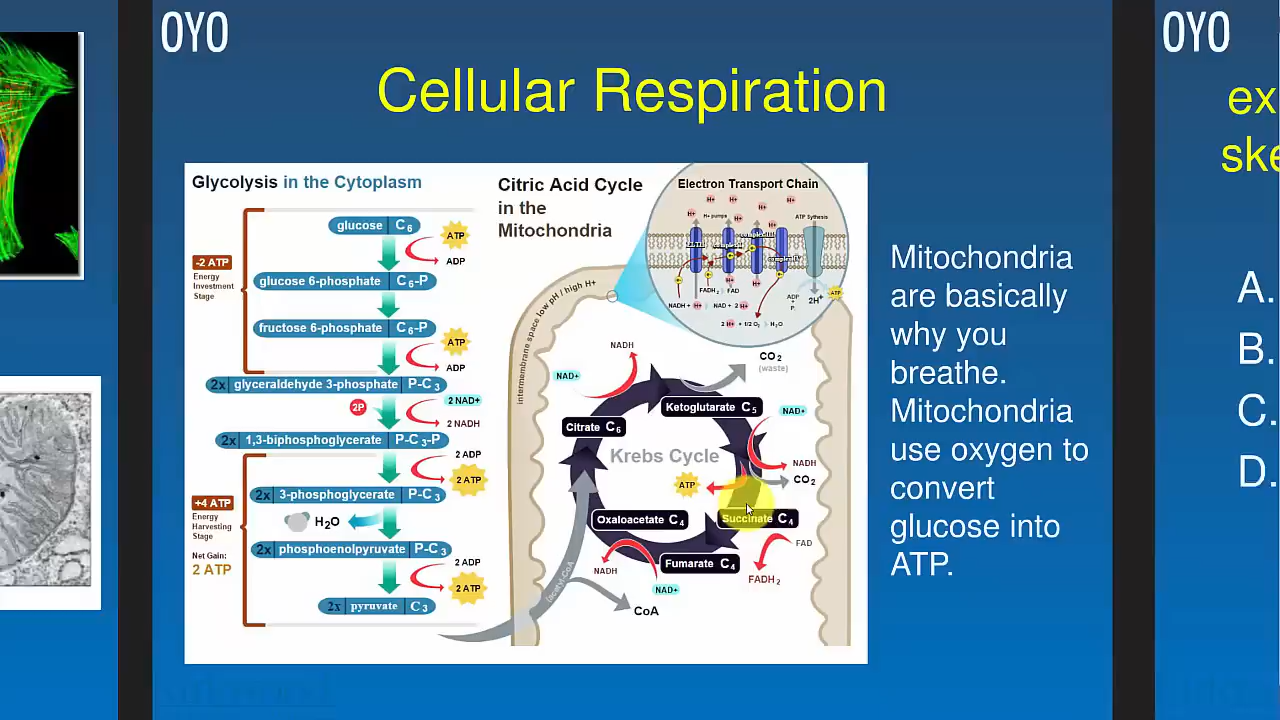 OYO
Cellular Respiration
Glycolysis in the Cytoplasm
glucose C6
ATP
ADP
-2 ATP
Energy
Investment
Stage
glucose 6-phosphate C6-P
fructose 6-phosphate C6-P
ATP
ADP
2x glyceraldehyde 3-phosphate P-C3
2P
2 NAD+
2 NADH
2x 1,3-biphosphoglycerate P-C3-P
2 ADP
2 ATP
+4 ATP
Energy
Harvesting
Stage
Net Gain:
2 ATP
2x 3-phosphoglycerate P-C3
H2O
2x phosphoenolpyruvate P-C3
2 ADP
2 ATP
2x pyruvate C3
Citric Acid Cycle
in the
Mitochondria
Electron Transport Chain
H+ H+ H+
H+ H+ pumps H+ H+
ATP Sythesis
FADH2 FAD
NADH + H+ NAD + 2 H+
ADP
+
Pi
2H+
ATP
2 H+ + 1/2 O2 H2O
intermembrane space low pH / high H+
NADH
NAD+
CO2
(waste)
Ketoglutarate C5
NAD+
Citrate C6
Krebs Cycle
NADH
CO2
ATP
Oxaloacetate C4
Succinate C4
FAD
FADH2
Fumarate C4
NADH
NAD+
(acetyl-CoA
CoA
Mitochondria
are basically
why you
breathe.
Mitochondria
use oxygen to
convert
glucose into
ATP.
OYO
ex
ske
A.
B.
C.
D.